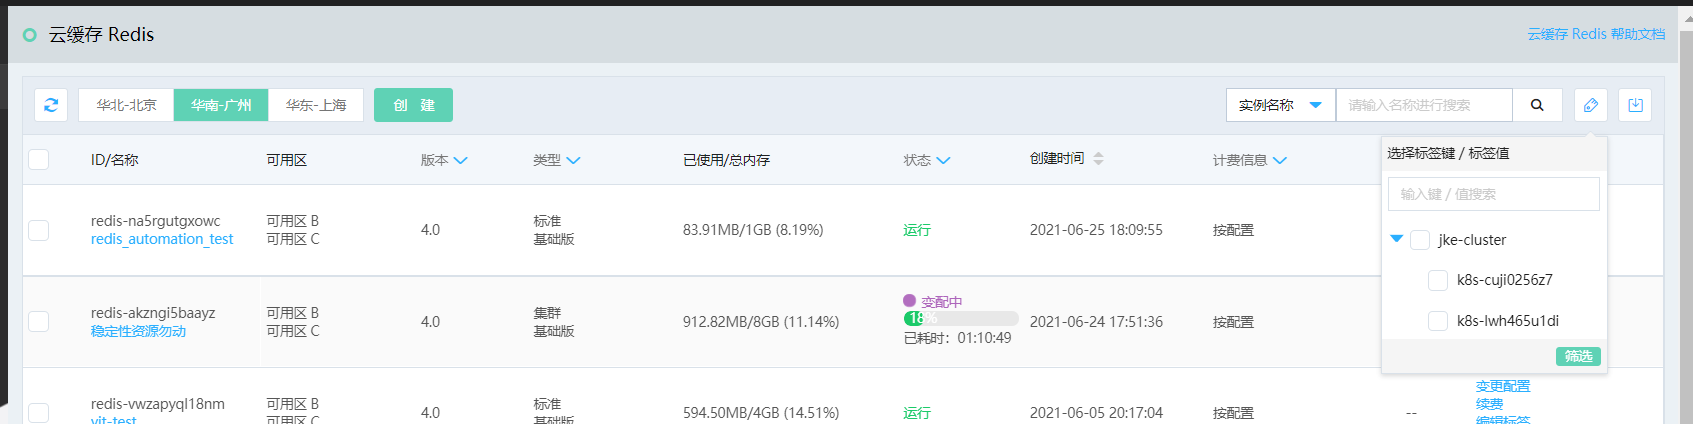 云缓存 Redis
云缓存 Redis 帮助文档
华北-北京 华南-广州 华东-上海 创 建
实例名称 请输入名称进行搜索
ID/名称 可用区 版本 类型 已使用/总内存 状态 创建时间 计费信息
选择标签键 / 标签值
输入键 / 值搜索
jke-cluster
k8s-cuji0256z7
k8s-lwh465u1di
筛选
redis-na5rgutgxowc 可用区 B 4.0 标准 83.91MB/1GB (8.19%) 运行 2021-06-25 18:09:55 按配置
redis_automation_test 可用区 C 基础版
redis-akzngi5baayz 可用区 B 4.0 集群 912.82MB/8GB (11.14%) 变配中 2021-06-24 17:51:36 按配置
18%
稳定性资源勿动 可用区 C 基础版 已耗时：01:10:49
redis-vwzapyql18nm 可用区 B 4.0 标准 594.50MB/4GB (14.51%) 运行 2021-06-05 20:17:04 按配置 -- 变更配置
续费
yit-test 可用区 C 基础版 编辑标签